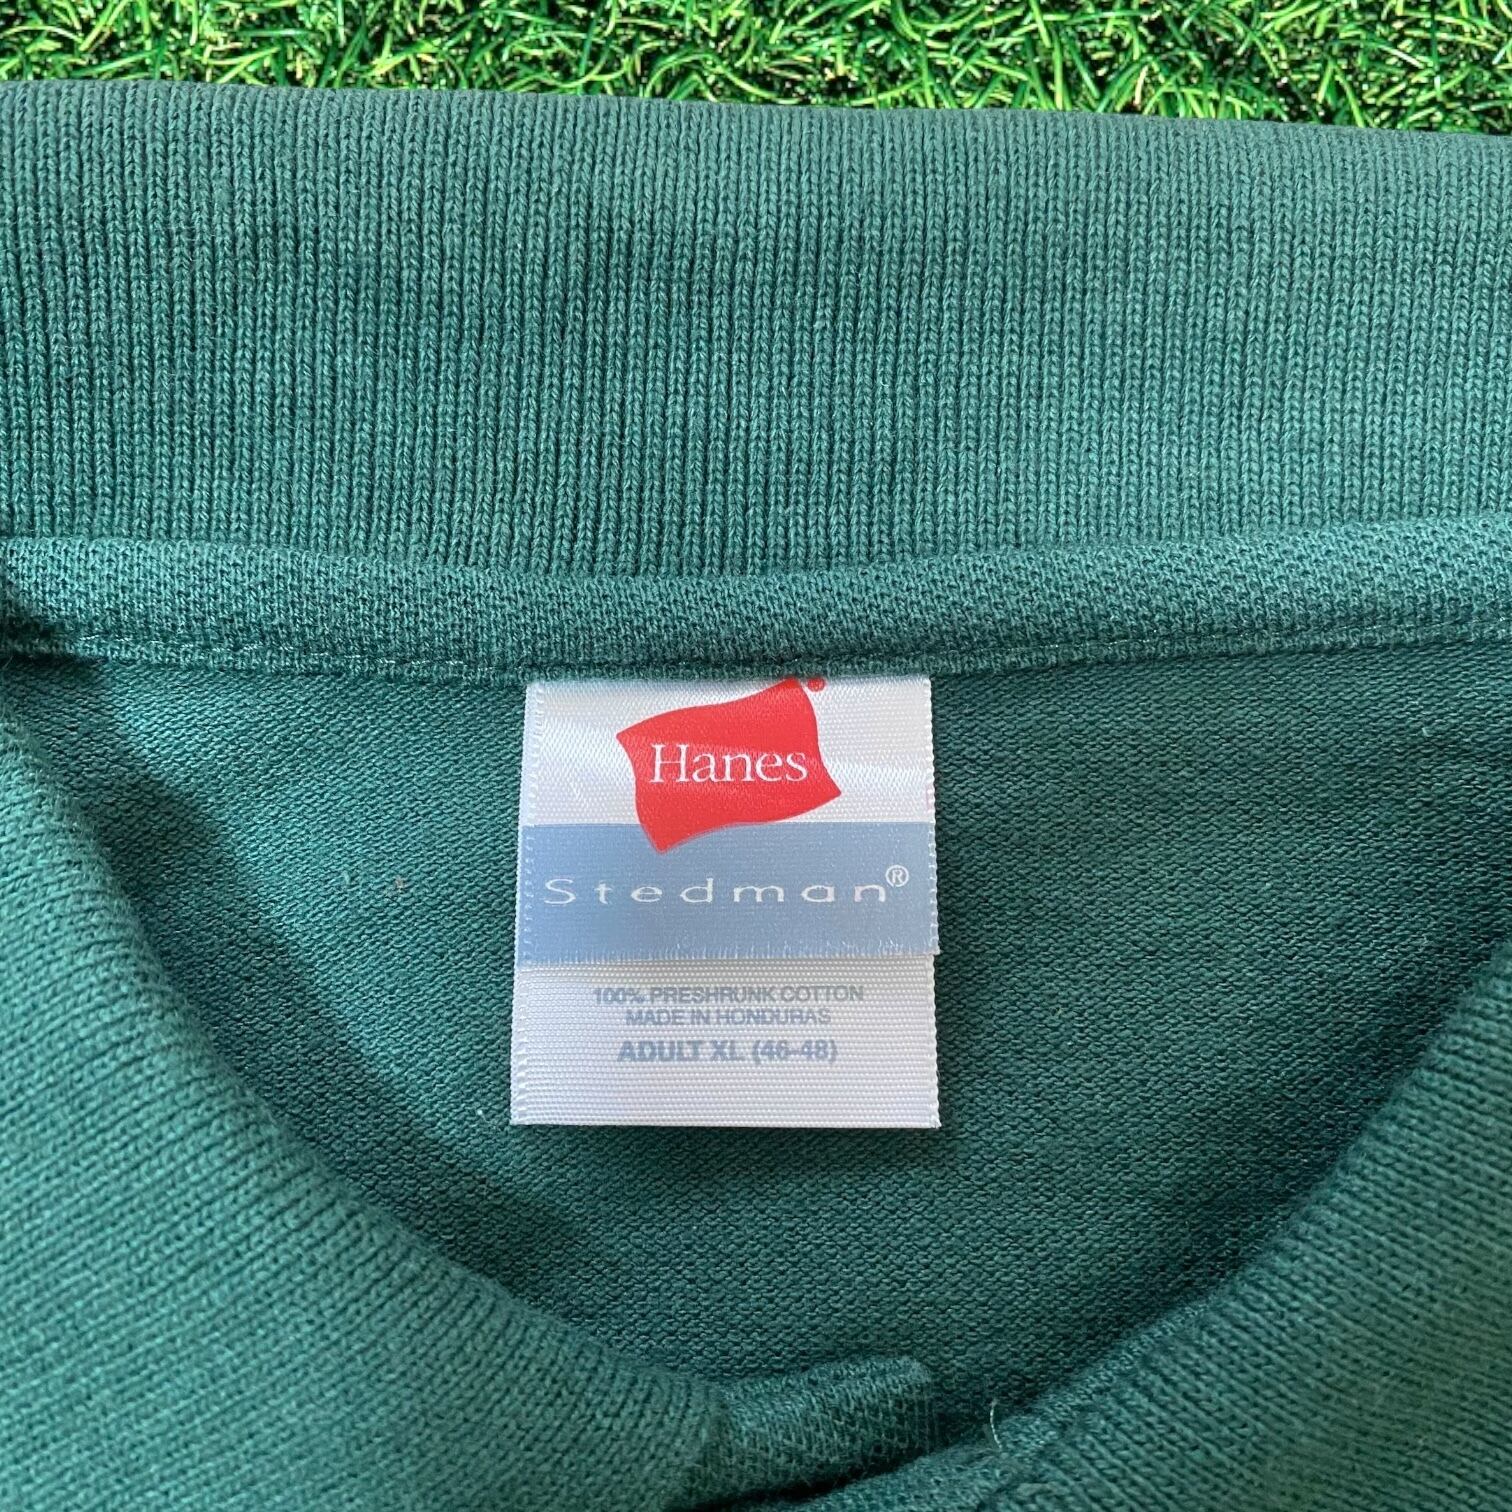 Hanes®
Stedman®
100% PRESHRUNK COTTON
MADE IN HONDURAS
ADULT XL (46-48)